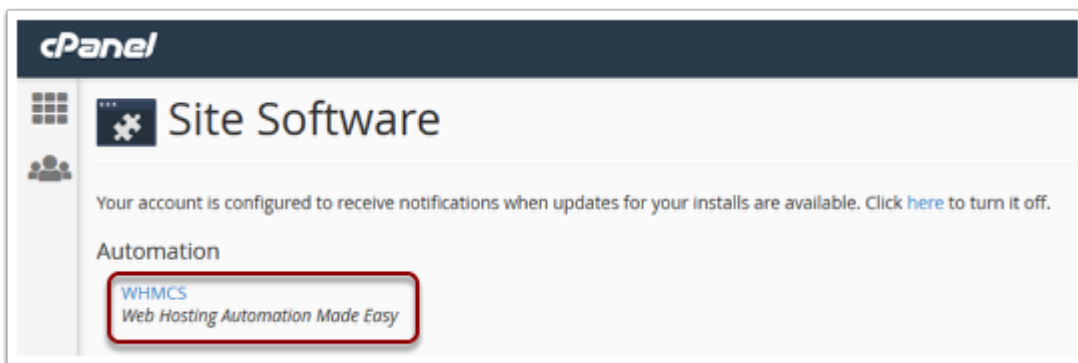 cPanel
Site Software
Your account is configured to receive notifications when updates for your installs are available. Click here to turn it off.
Automation
WHMCS
Web Hosting Automation Made Easy